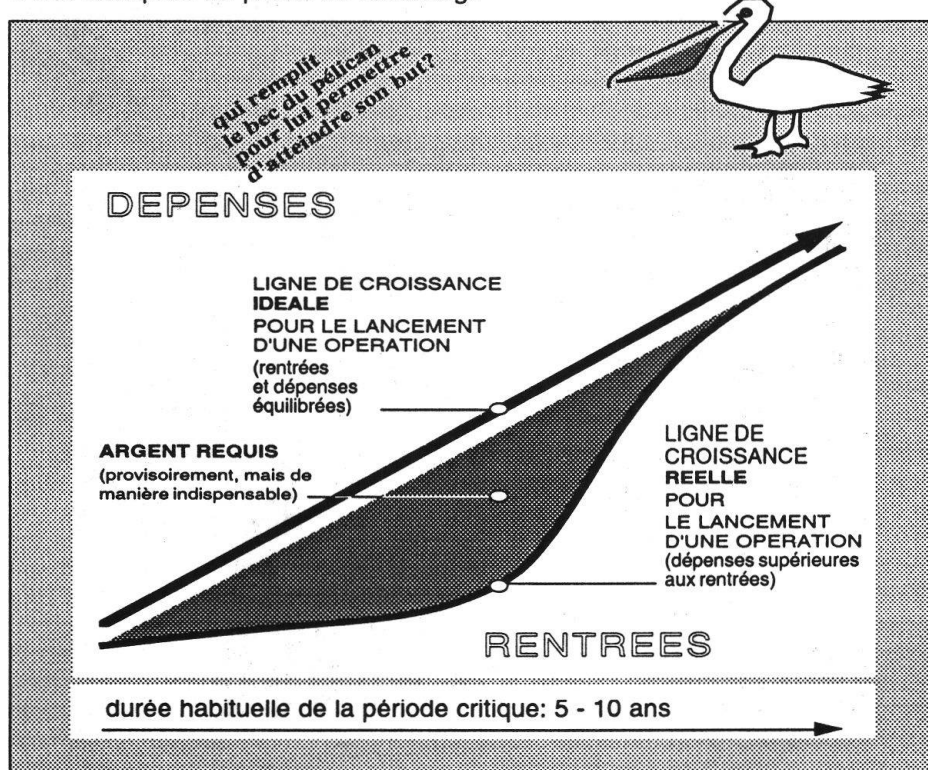 qui remplit
le bec du pélican
pour lui permettre
d'atteindre son but?
DEPENSES
LIGNE DE CROISSANCE
IDEALE
POUR LE LANCEMENT
D'UNE OPERATION
(rentrées
et dépenses
équilibrées)
ARGENT REQUIS
(provisoirement, mais de
manière indispensable)
LIGNE DE
CROISSANCE
REELLE
POUR
LE LANCEMENT
D'UNE OPERATION
(dépenses supérieures
aux rentrées)
RENTREES
durée habituelle de la période critique: 5 - 10 ans